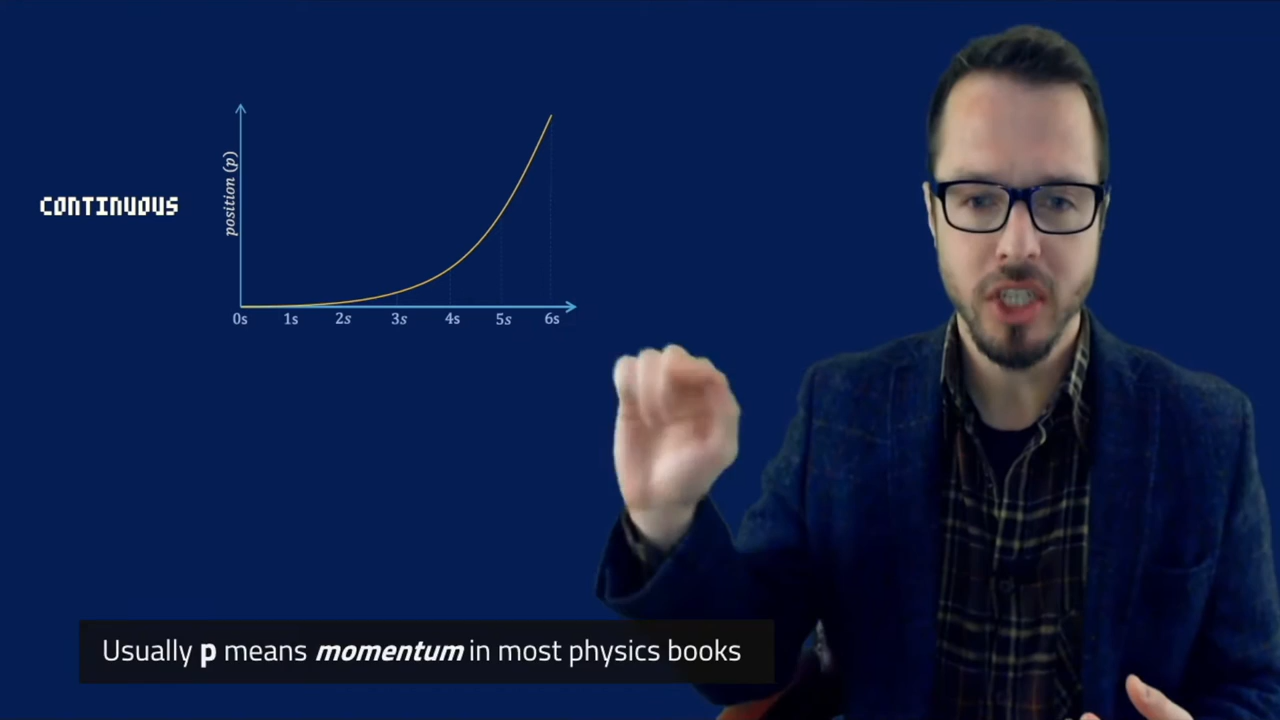 CONTINUOUS
position (p)
0s 1s 2s 3s 4s 5s 6s
Usually p means momentum in most physics books